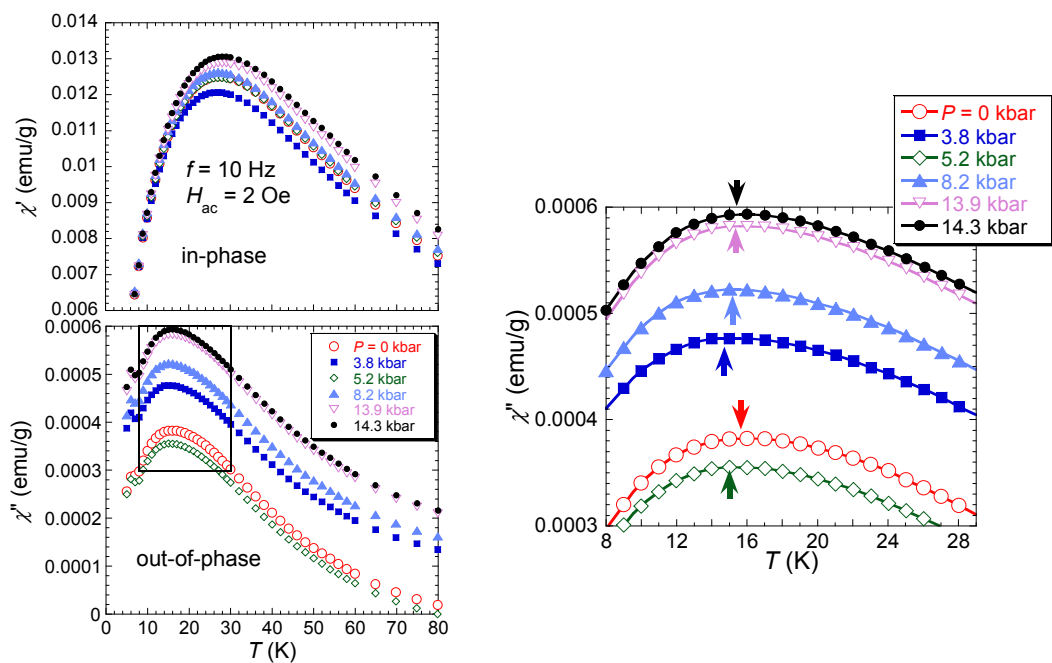 0.014
0.013
0.012
0.011
0.01
0.009
0.008
0.007
0.006
χ' (emu/g)
f = 10 Hz
H_ac = 2 Oe
in-phase
0.0006
0.0005
0.0004
0.0003
0.0002
0.0001
0
χ" (emu/g)
P = 0 kbar
3.8 kbar
5.2 kbar
8.2 kbar
13.9 kbar
14.3 kbar
out-of-phase
0 10 20 30 40 50 60 70 80
T (K)
P = 0 kbar
3.8 kbar
5.2 kbar
8.2 kbar
13.9 kbar
14.3 kbar
0.0006
0.0005
0.0004
0.0003
χ" (emu/g)
8 12 16 20 24 28
T (K)